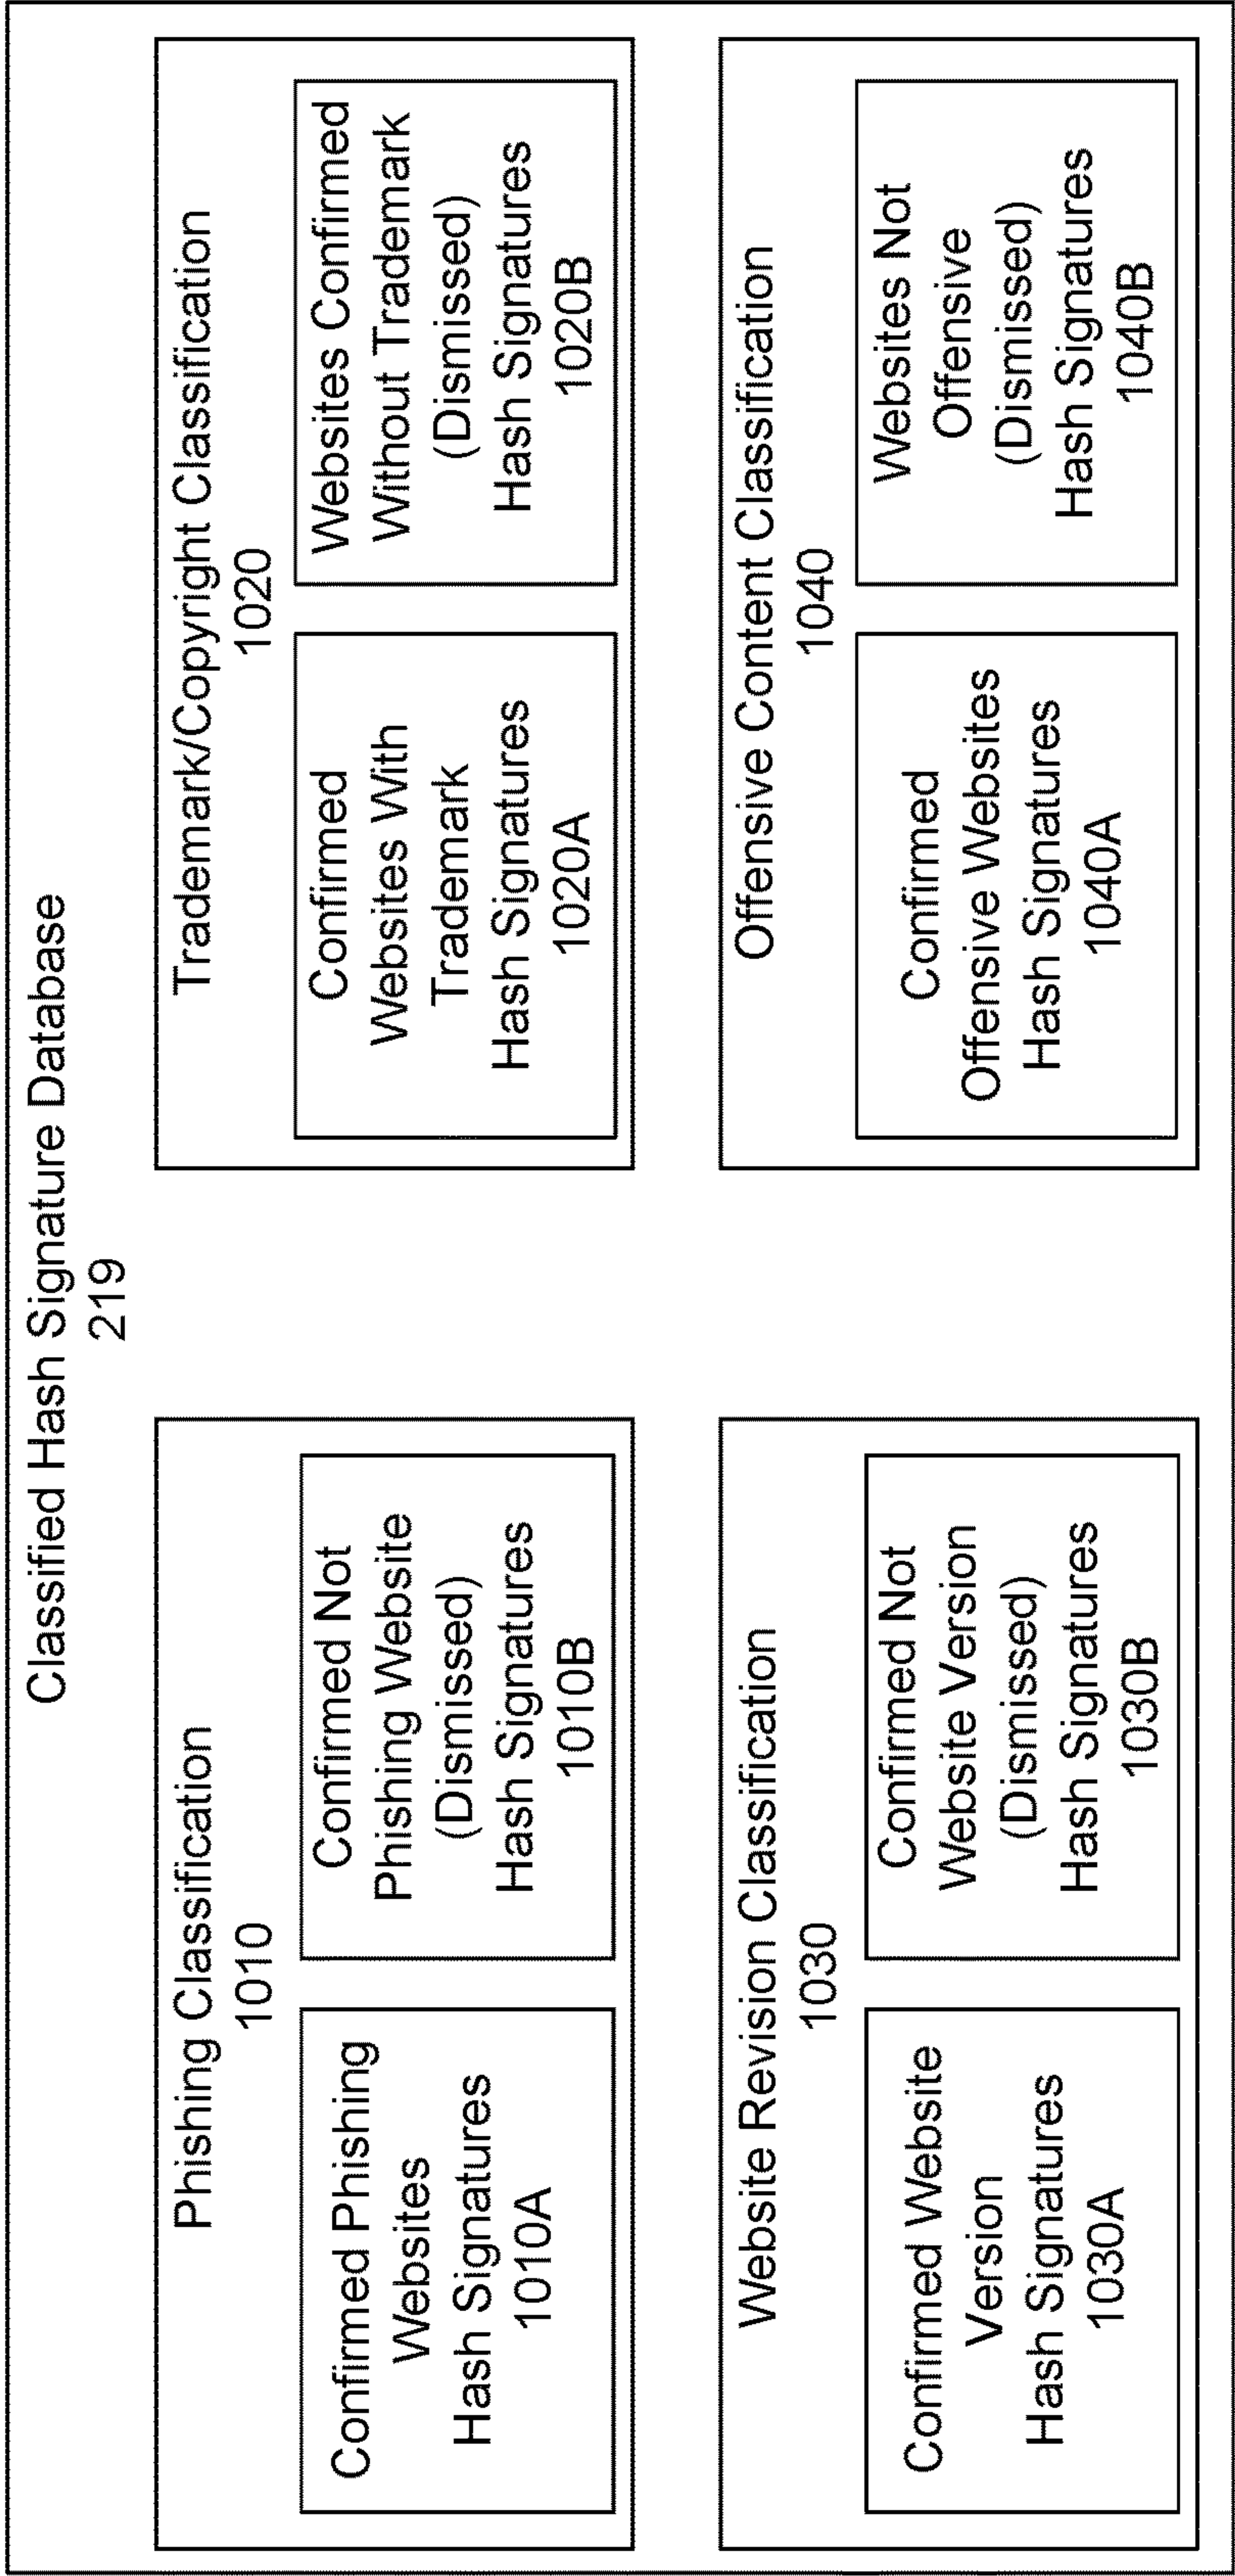 Classified Hash Signature Database
219
Phishing Classification
1010
Confirmed Phishing
Websites
Hash Signatures
1010A
Confirmed Not
Phishing Website
(Dismissed)
Hash Signatures
1010B
Trademark/Copyright Classification
1020
Confirmed
Websites With
Trademark
Hash Signatures
1020A
Websites Confirmed
Without Trademark
(Dismissed)
Hash Signatures
1020B
Website Revision Classification
1030
Confirmed Website
Version
Hash Signatures
1030A
Confirmed Not
Website Version
(Dismissed)
Hash Signatures
1030B
Offensive Content Classification
1040
Confirmed
Offensive Websites
Hash Signatures
1040A
Websites Not
Offensive
(Dismissed)
Hash Signatures
1040B